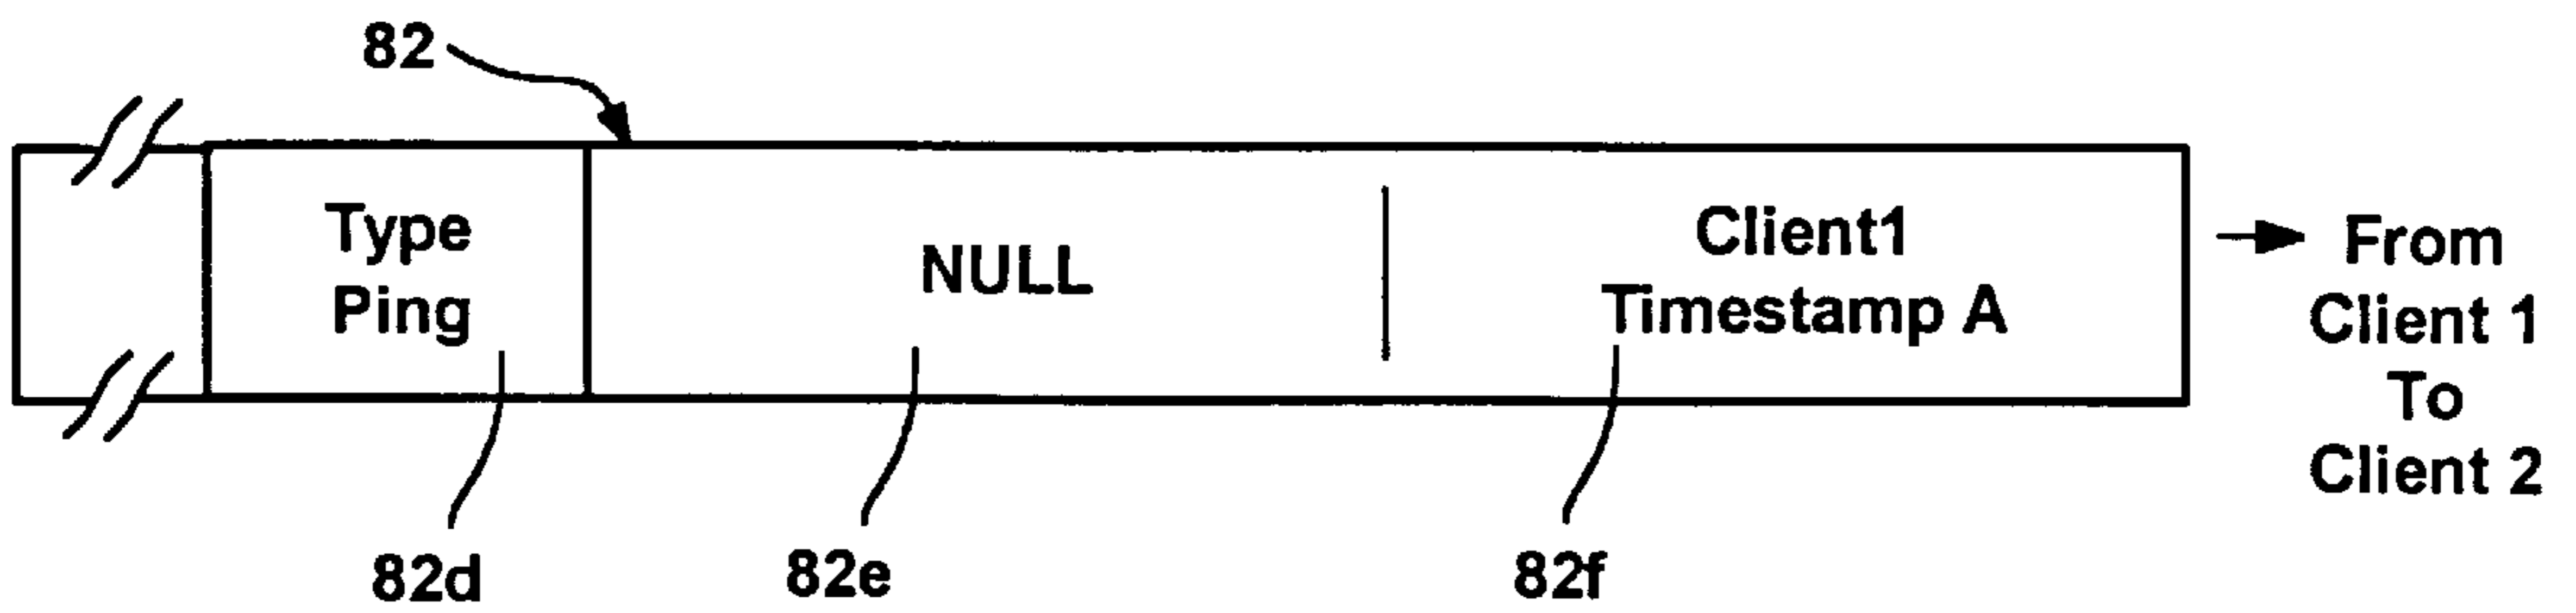 82
Type
Ping
NULL
Client1
Timestamp A
From
Client 1
To
Client 2
82d
82e
82f